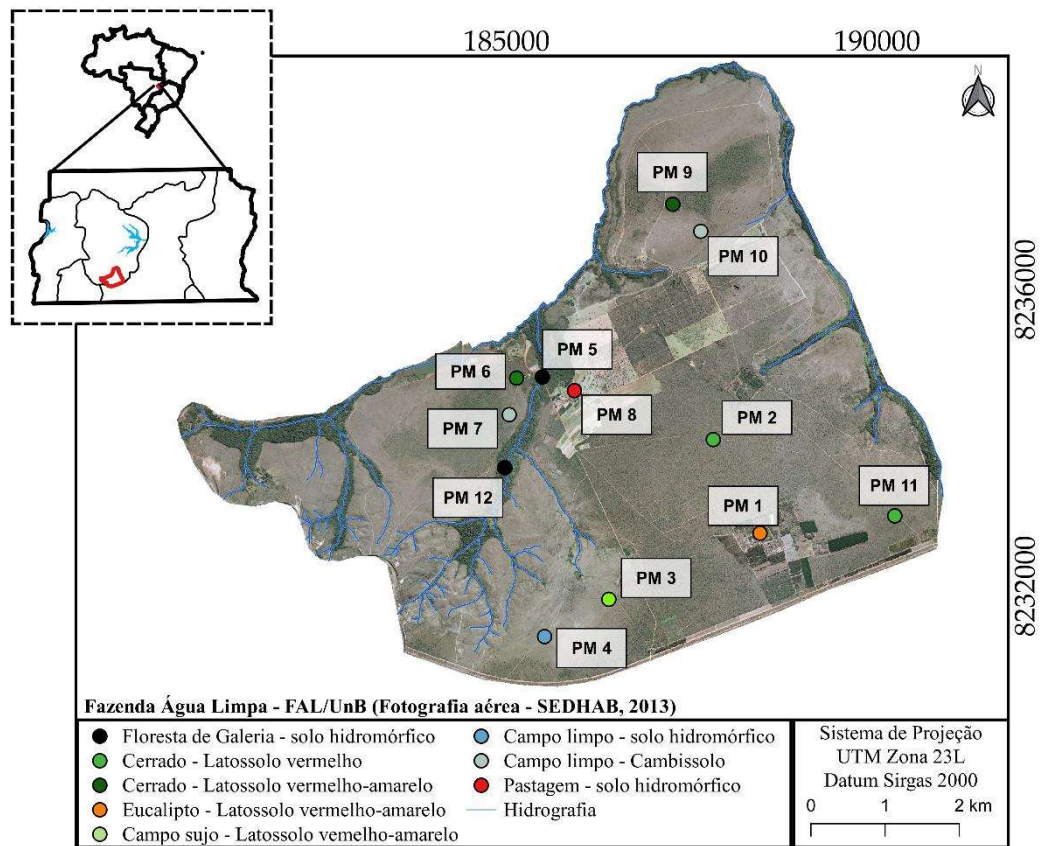 185000
190000
N
PM 9
PM 10
8236000
PM 5
PM 6
PM 8
PM 7
PM 2
PM 12
PM 11
PM 1
PM 3
8232000
PM 4
Fazenda Água Limpa - FAL/UnB (Fotografia aérea - SEDHAB, 2013)
Floresta de Galeria - solo hidromórfico
Cerrado - Latossolo vermelho
Cerrado - Latossolo vermelho-amarelo
Eucalipto - Latossolo vermelho-amarelo
Campo sujo - Latossolo vemelho-amarelo
Campo limpo - solo hidromórfico
Campo limpo - Cambissolo
Pastagem - solo hidromórfico
Hidrografia
Sistema de Projeção
UTM Zona 23L
Datum Sirgas 2000
0 1 2 km